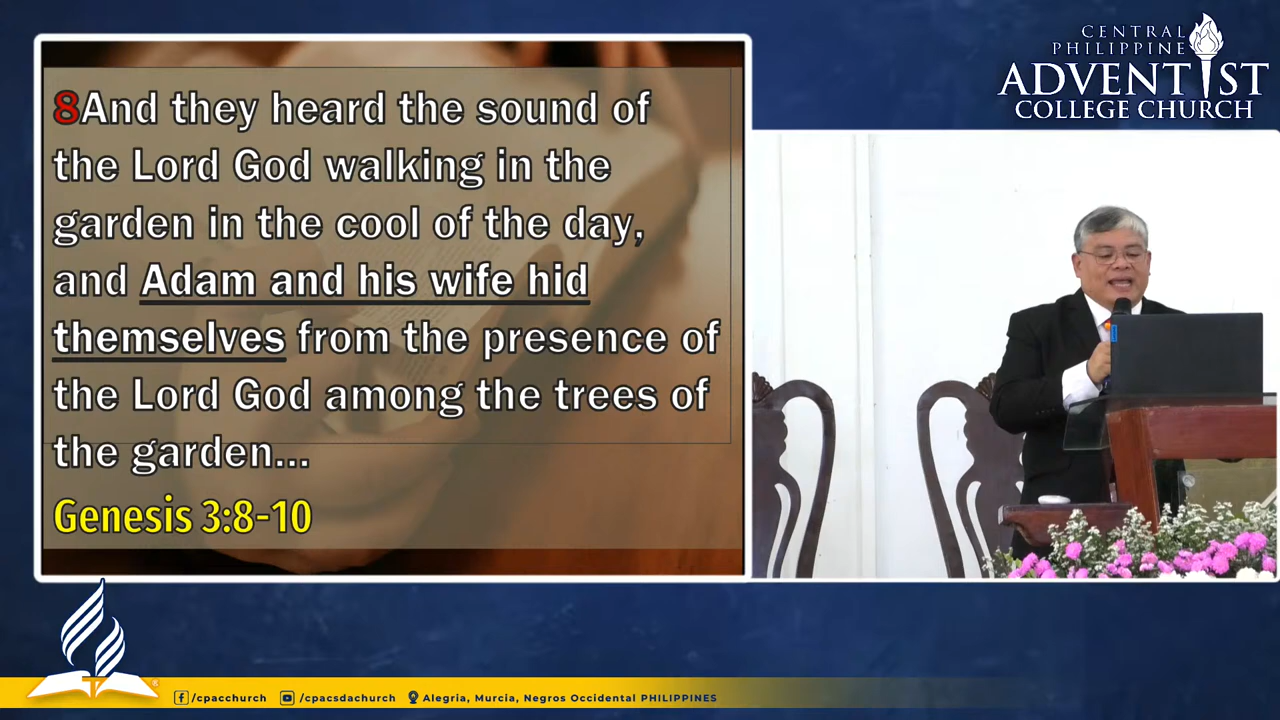 8And they heard the sound of
the Lord God walking in the
garden in the cool of the day,
and Adam and his wife hid
themselves from the presence of
the Lord God among the trees of
the garden...
Genesis 3:8-10
CENTRAL
PHILIPPINE
ADVENTIST
COLLEGE CHURCH
/cpacchurch
/cpacsdachurch
Alegria, Murcia, Negros Occidental PHILIPPINES